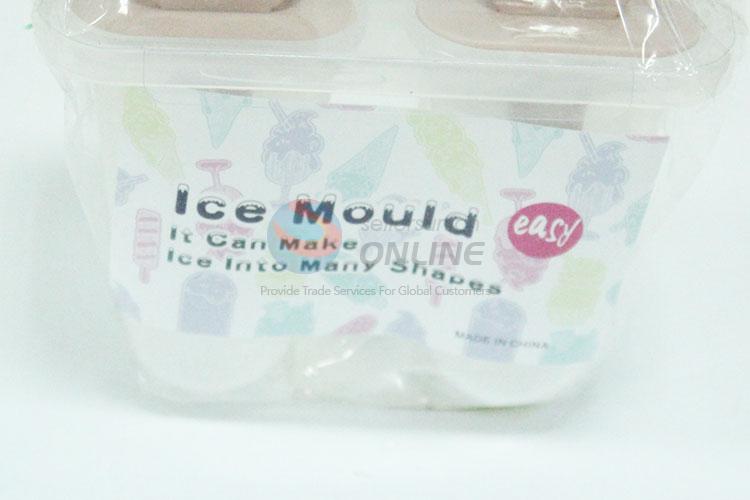 Ice Mould
easy
It Can Make
Ice Into Many Shapes
ONLINE
Provide Trade Services For Global Customers
MADE IN CHINA